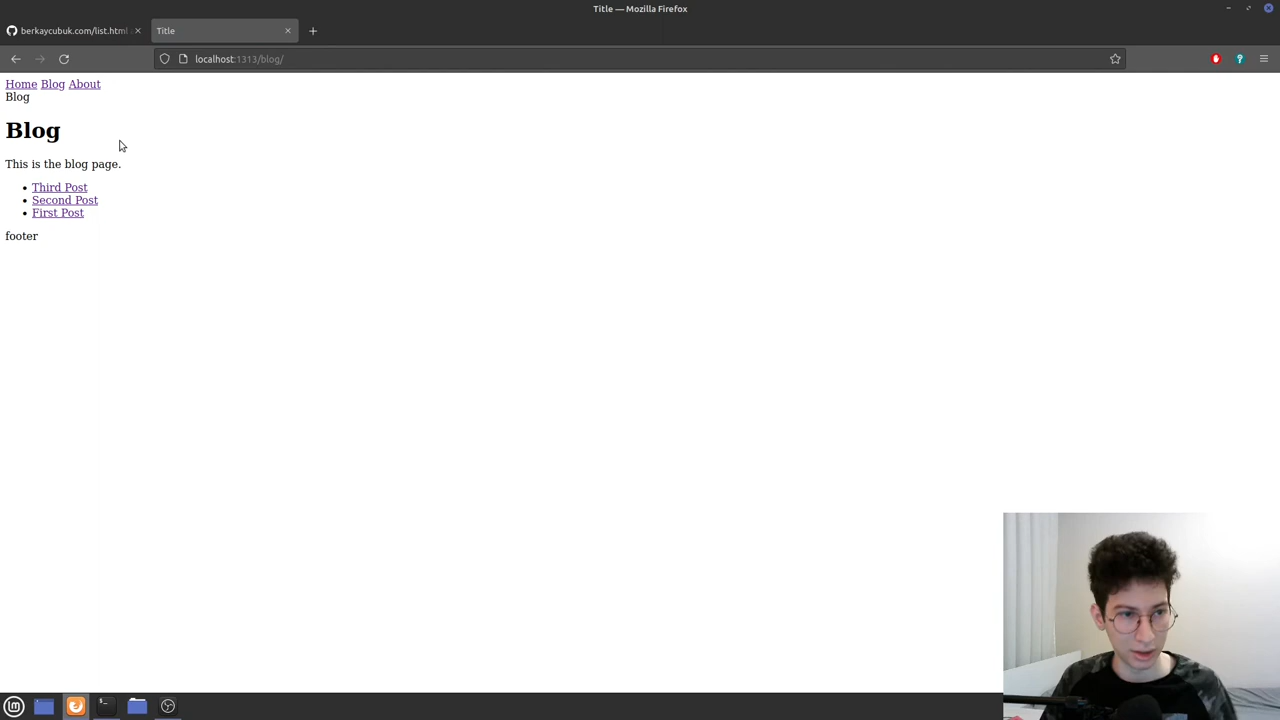 Title — Mozilla Firefox
berkaycubuk.com/list.html
Title
localhost:1313/blog/
Home Blog About
Blog
Blog
This is the blog page.
Third Post
Second Post
First Post
footer